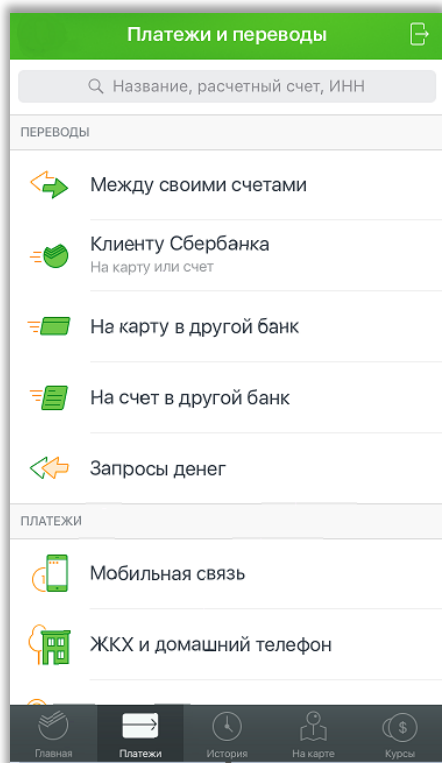 Платежи и переводы
Название, расчетный счет, ИНН
ПЕРЕВОДЫ
Между своими счетами
Клиенту Сбербанка
На карту или счет
На карту в другой банк
На счет в другой банк
Запросы денег
ПЛАТЕЖИ
Мобильная связь
ЖКХ и домашний телефон
Главная
Платежи
История
На карте
Курсы